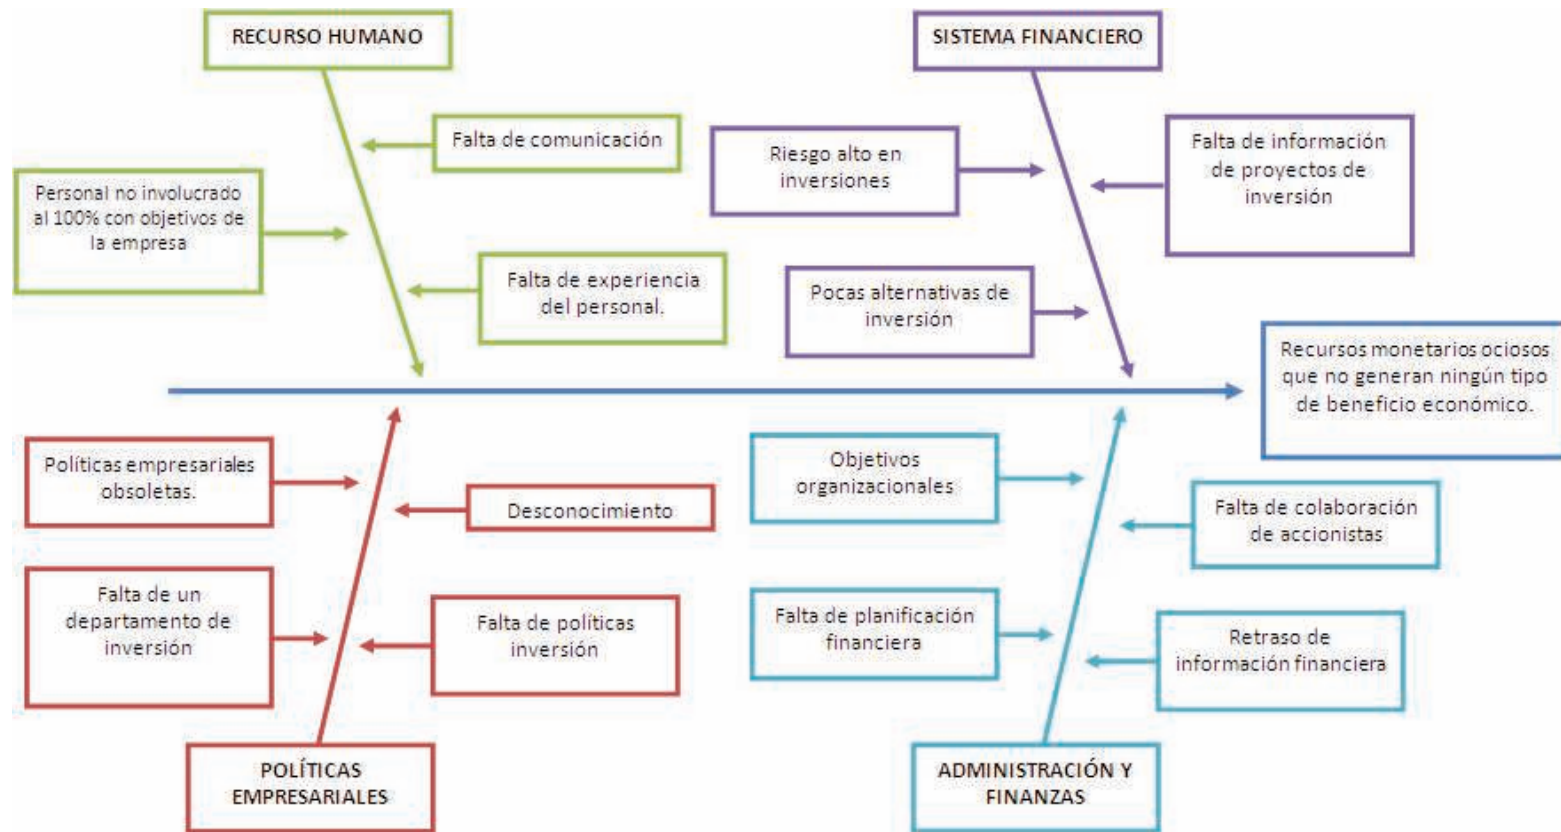 RECURSO HUMANO
SISTEMA FINANCIERO
Falta de comunicación
Personal no involucrado
al 100% con objetivos de
la empresa
Falta de experiencia
del personal.
Riesgo alto en
inversiones
Falta de información
de proyectos de
inversión
Pocas alternativas de
inversión
Recursos monetarios ociosos
que no generan ningún tipo
de beneficio económico.
Políticas empresariales
obsoletas.
Desconocimiento
Falta de un
departamento de
inversión
Falta de políticas
inversión
Objetivos
organizacionales
Falta de colaboración
de accionistas
Falta de planificación
financiera
Retraso de
información financiera
POLÍTICAS
EMPRESARIALES
ADMINISTRACIÓN Y
FINANZAS